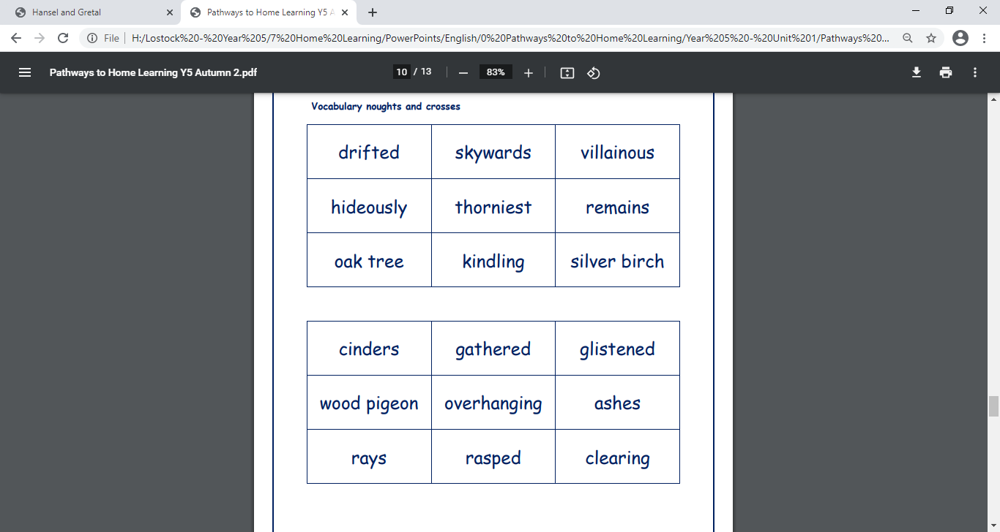 Hansel and Gretal
Pathways to Home Learning Y5 A
File
H:/Lostock%20-%20Year%205/7%20Home%20Learning/PowerPoints/English/0%20Pathways%20to%20Home%20Learning/Year%205%20-%20Unit%201/Pathways%20...
Pathways to Home Learning Y5 Autumn 2.pdf
10 / 13
83%
Vocabulary noughts and crosses
drifted skywards villainous
hideously thorniest remains
oak tree kindling silver birch
cinders gathered glistened
wood pigeon overhanging ashes
rays rasped clearing